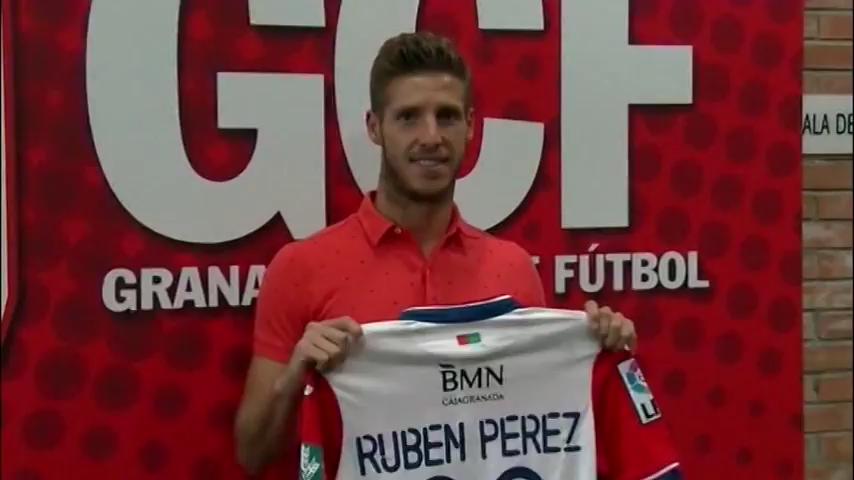 GCF
GRANA
FÚTBOL
ALA DE
BMN
CAJAGRANADA
RUBEN PEREZ